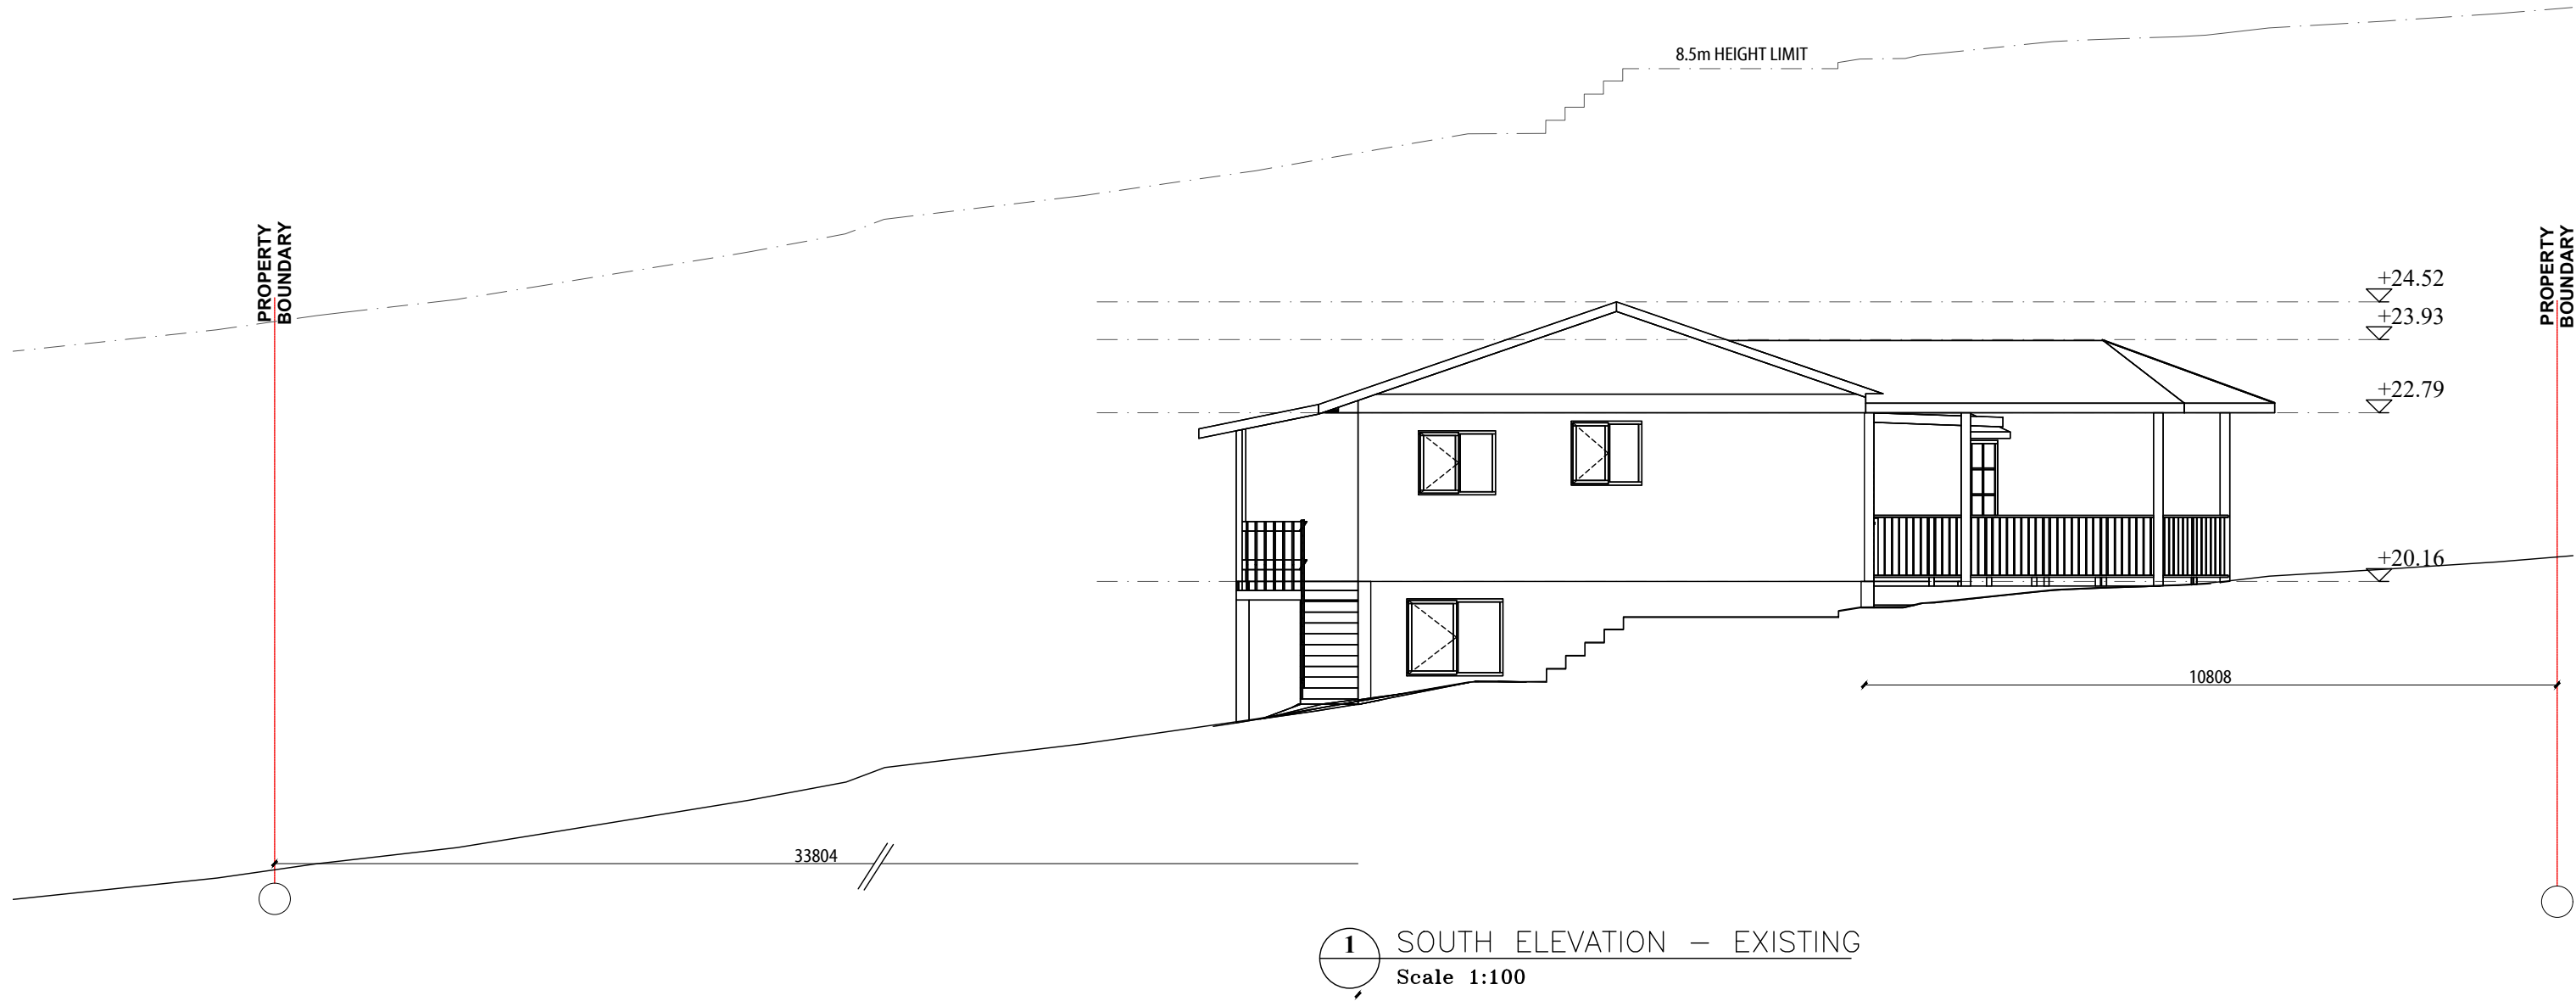 8.5m HEIGHT LIMIT
PROPERTY
BOUNDARY
PROPERTY
BOUNDARY
+24.52
+23.93
+22.79
+20.16
10808
33804
1 SOUTH ELEVATION - EXISTING
Scale 1:100